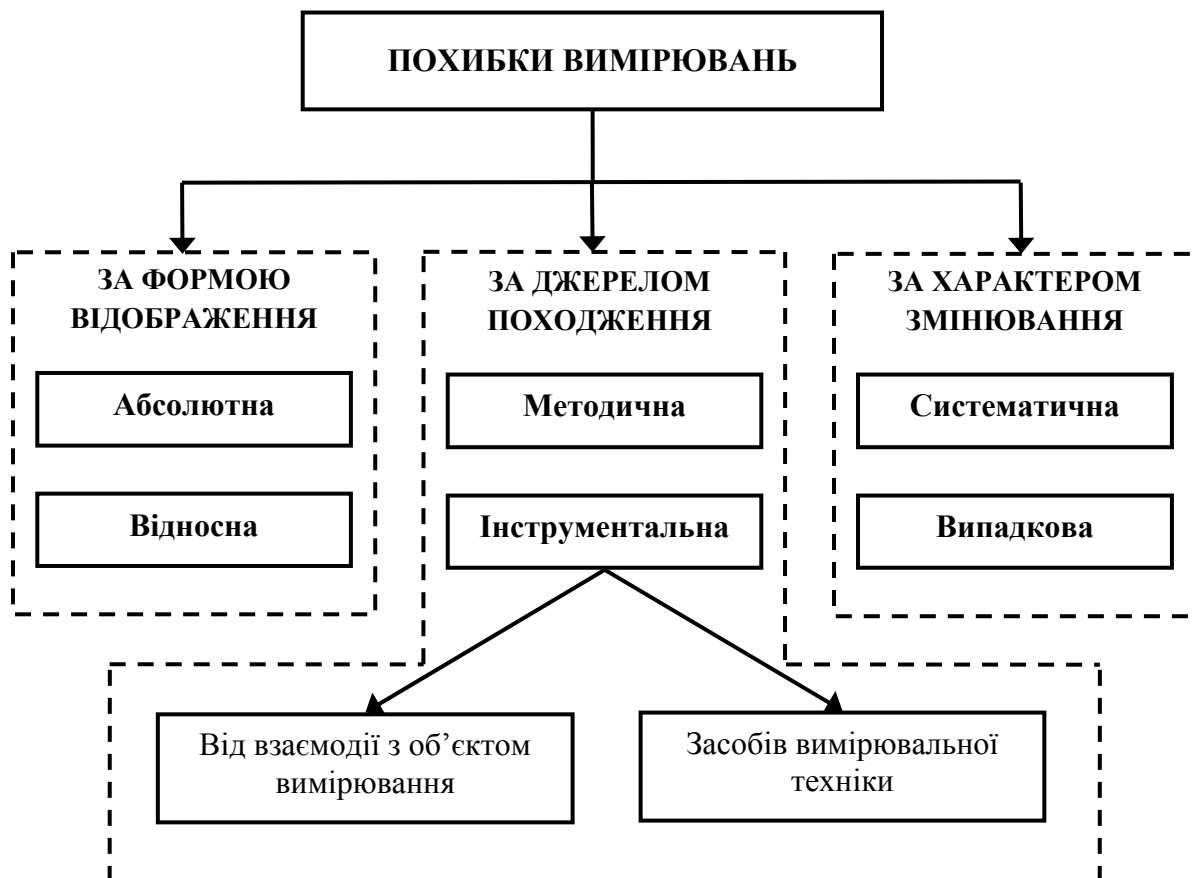 ПОХИБКИ ВИМІРЮВАНЬ
ЗА ФОРМОЮ
ВІДОБРАЖЕННЯ
Абсолютна
Відносна
ЗА ДЖЕРЕЛОМ
ПОХОДЖЕННЯ
Методична
Інструментальна
Від взаємодії з об’єктом
вимірювання
Засобів вимірювальної
техніки
ЗА ХАРАКТЕРОМ
ЗМІНЮВАННЯ
Систематична
Випадкова